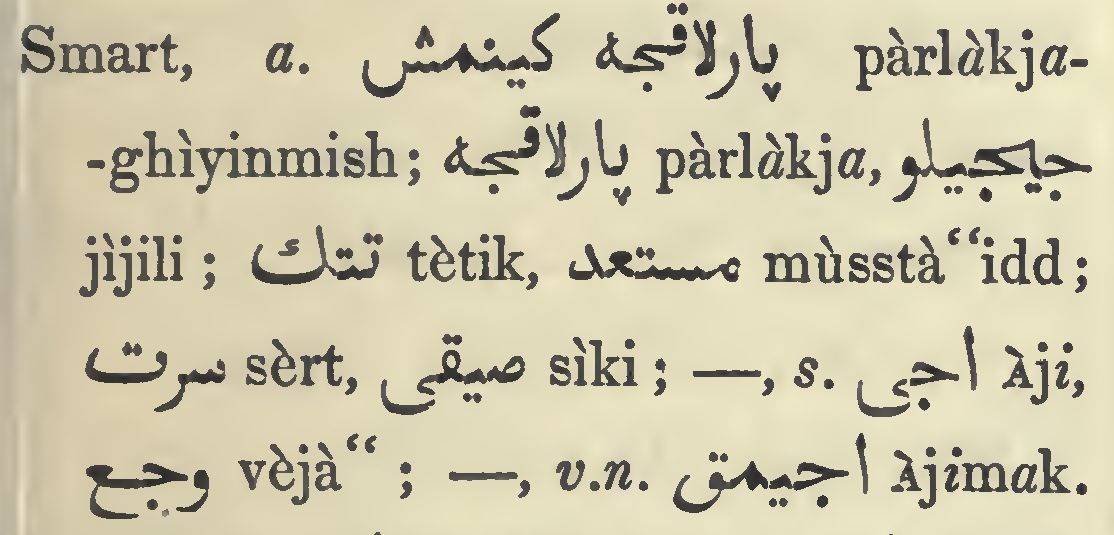 Smart, a. پارلاقجه كينمش pàrlàkja-
-ghìyinmish; پارلاقجه pàrlàkja, جيجيلو
jìjili; تتك tètik, مستعد mùsstà“idd;
سرت sèrt, صيقى sìki; —, s. اجى àji,
وجع vèjà“; —, v.n. اجيمق àjimak.